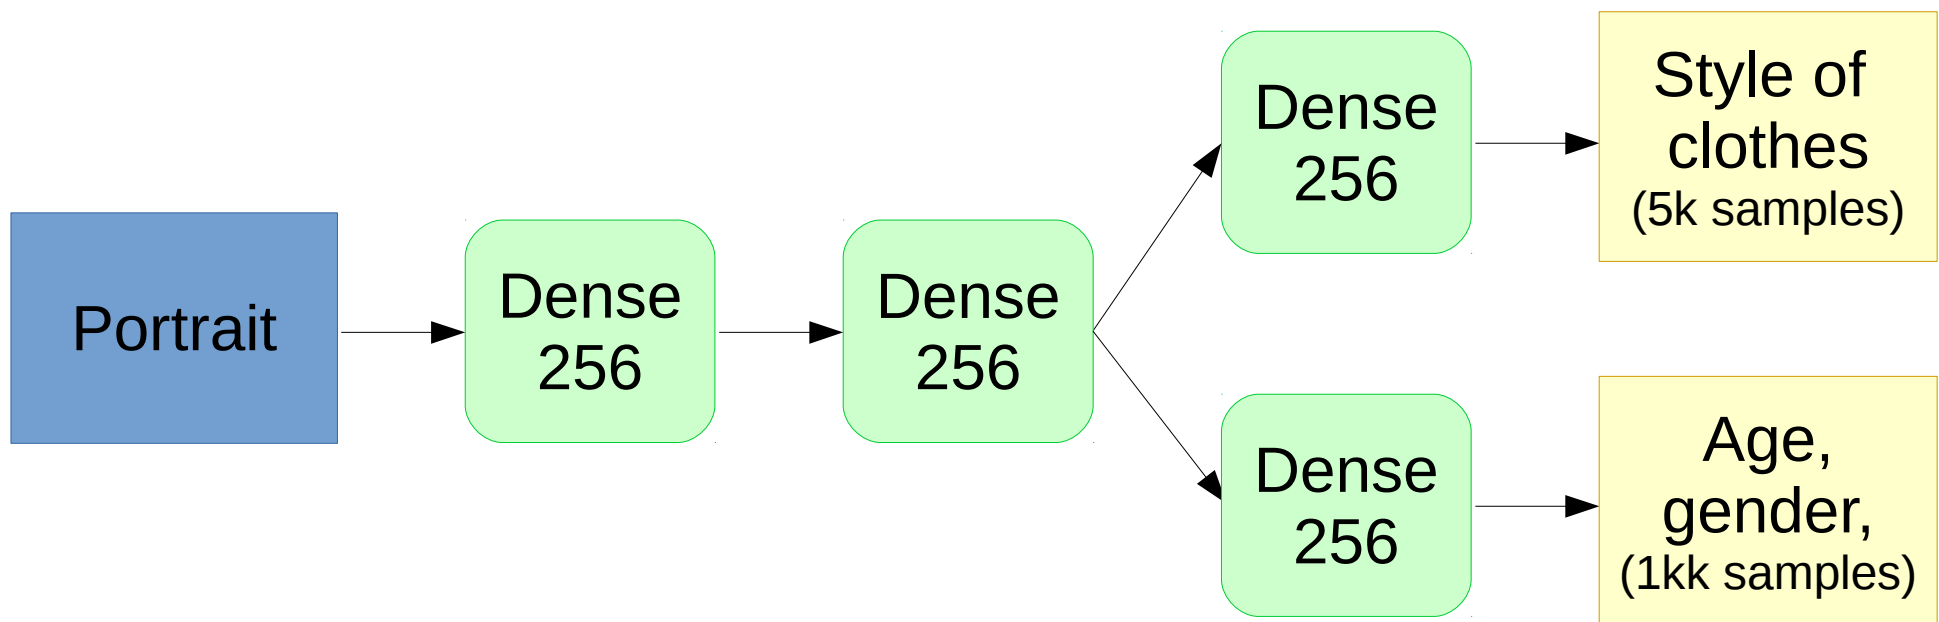 Portrait
Dense
256
Dense
256
Dense
256
Style of
clothes
(5k samples)
Dense
256
Age,
gender,
(1kk samples)